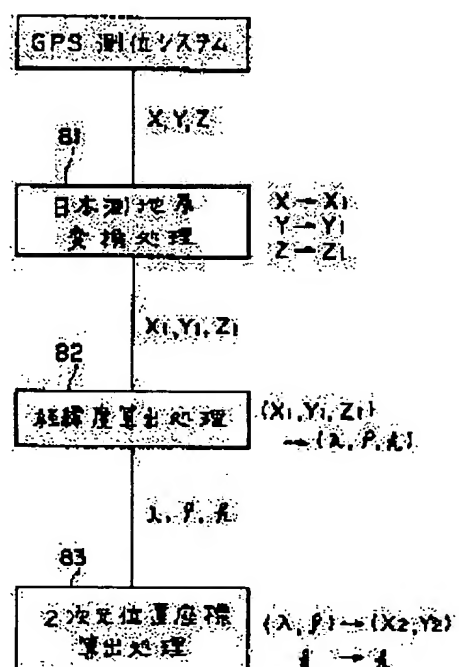 GPS 測位システム
X, Y, Z
81
日本測地系
変換処理
X → X1
Y → Y1
Z → Z1
X1, Y1, Z1
82
経緯度算出処理
(X1, Y1, Z1)
→ (λ, φ, h)
λ, φ, h
83
2次元位置座標
算出処理
(λ, φ) → (X2, Y2)
h → h